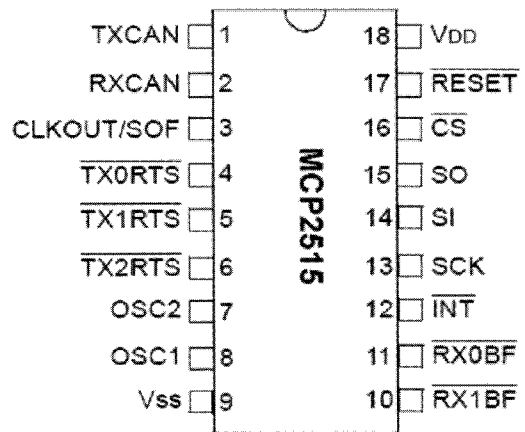 TXCAN 1 18 VDD
RXCAN 2 17 RESET
CLKOUT/SOF 3 16 CS
TX0RTS 4 15 SO
TX1RTS 5 14 SI
TX2RTS 6 13 SCK
OSC2 7 12 INT
OSC1 8 11 RX0BF
Vss 9 10 RX1BF
MCP2515